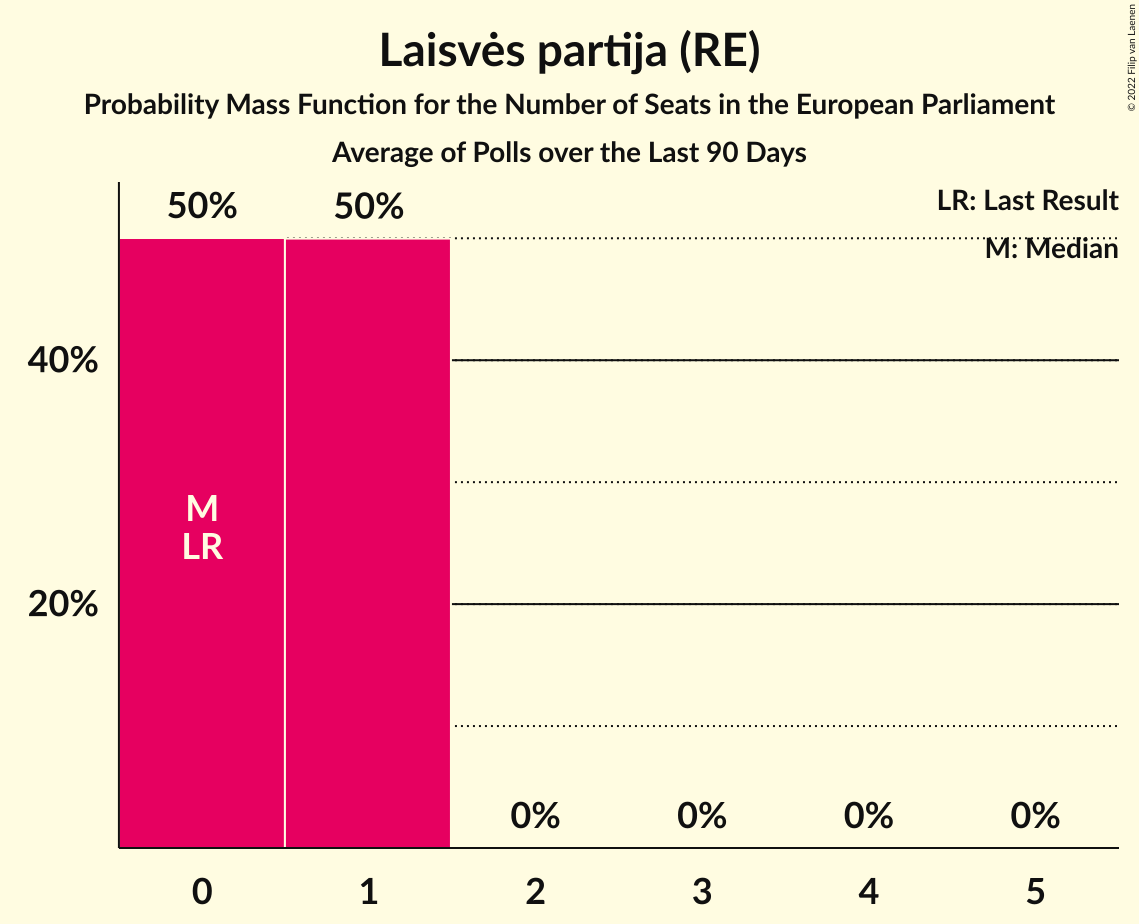 Laisvės partija (RE)
Probability Mass Function for the Number of Seats in the European Parliament
Average of Polls over the Last 90 Days
© 2022 Filip van Laenen
LR: Last Result
M: Median
50%
50%
40%
20%
M
LR
0%
0%
0%
0%
0
1
2
3
4
5